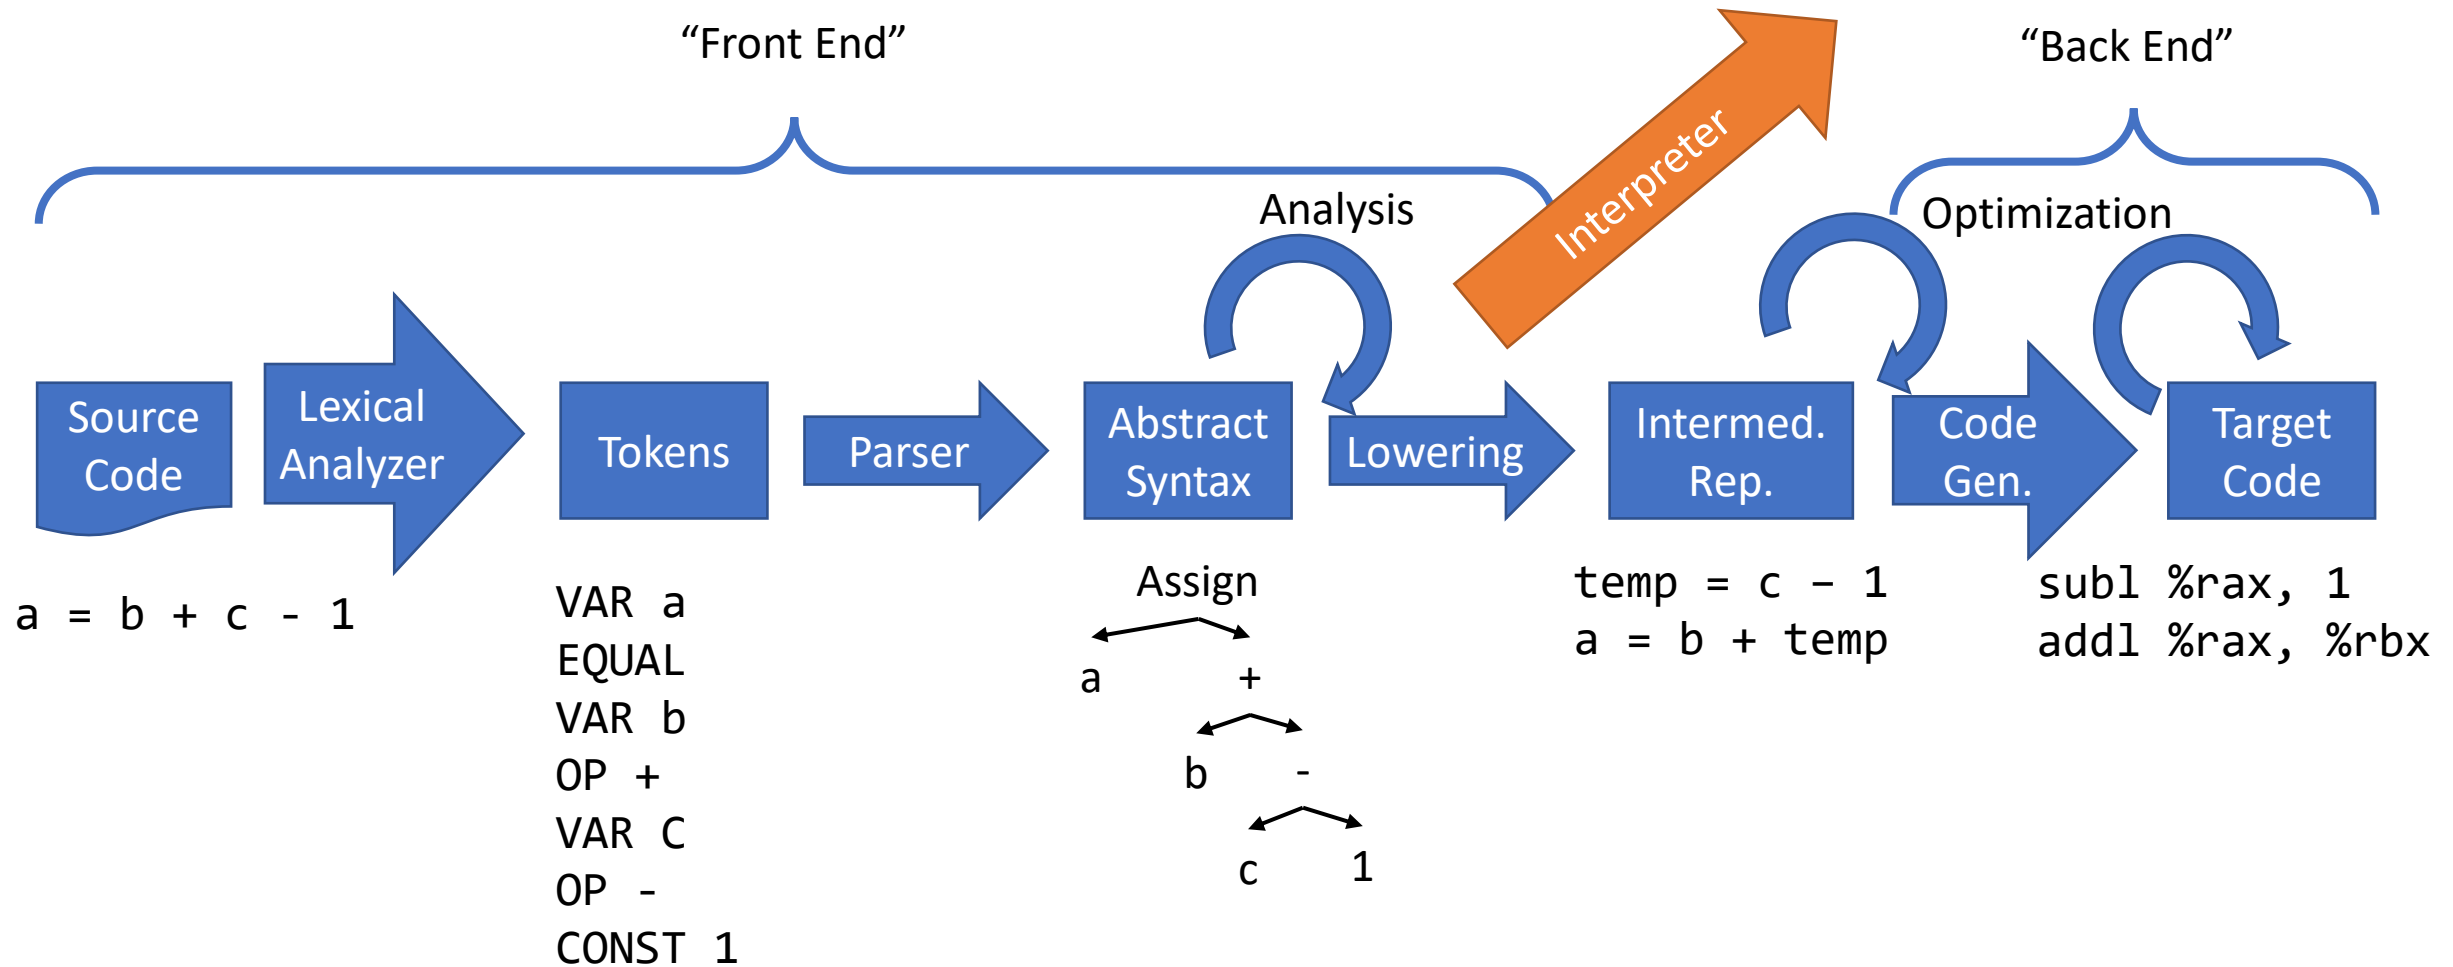 “Front End”
“Back End”
Interpreter
Analysis
Optimization
Source
Code
Lexical
Analyzer
Tokens
Parser
Abstract
Syntax
Lowering
Intermed.
Rep.
Code
Gen.
Target
Code
a = b + c - 1
VAR a
EQUAL
VAR b
OP +
VAR C
OP -
CONST 1
Assign
a +
b -
c 1
temp = c – 1
a = b + temp
subl %rax, 1
addl %rax, %rbx